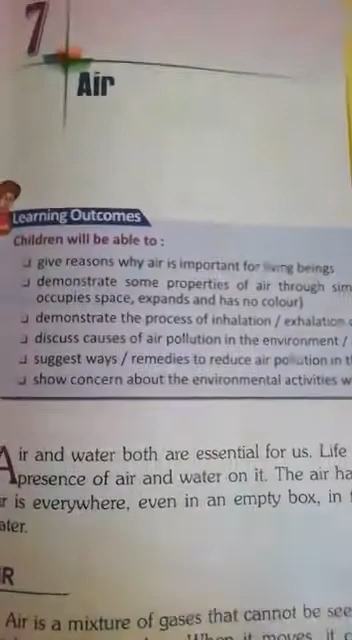 7
Air
Learning Outcomes
Children will be able to :
❑ give reasons why air is important for living beings
❑ demonstrate some properties of air through
occupies space, expands and has no colour)
❑ demonstrate the process of inhalation / exhalation
❑ discuss causes of air pollution in the environment /
❑ suggest ways / remedies to reduce air pollution in
❑ show concern about the environmental activities
Air and water both are essential for us. Life
presence of air and water on it. The air
is everywhere, even in an empty box, in
Air is a mixture of gases that cannot be
When it moves, it